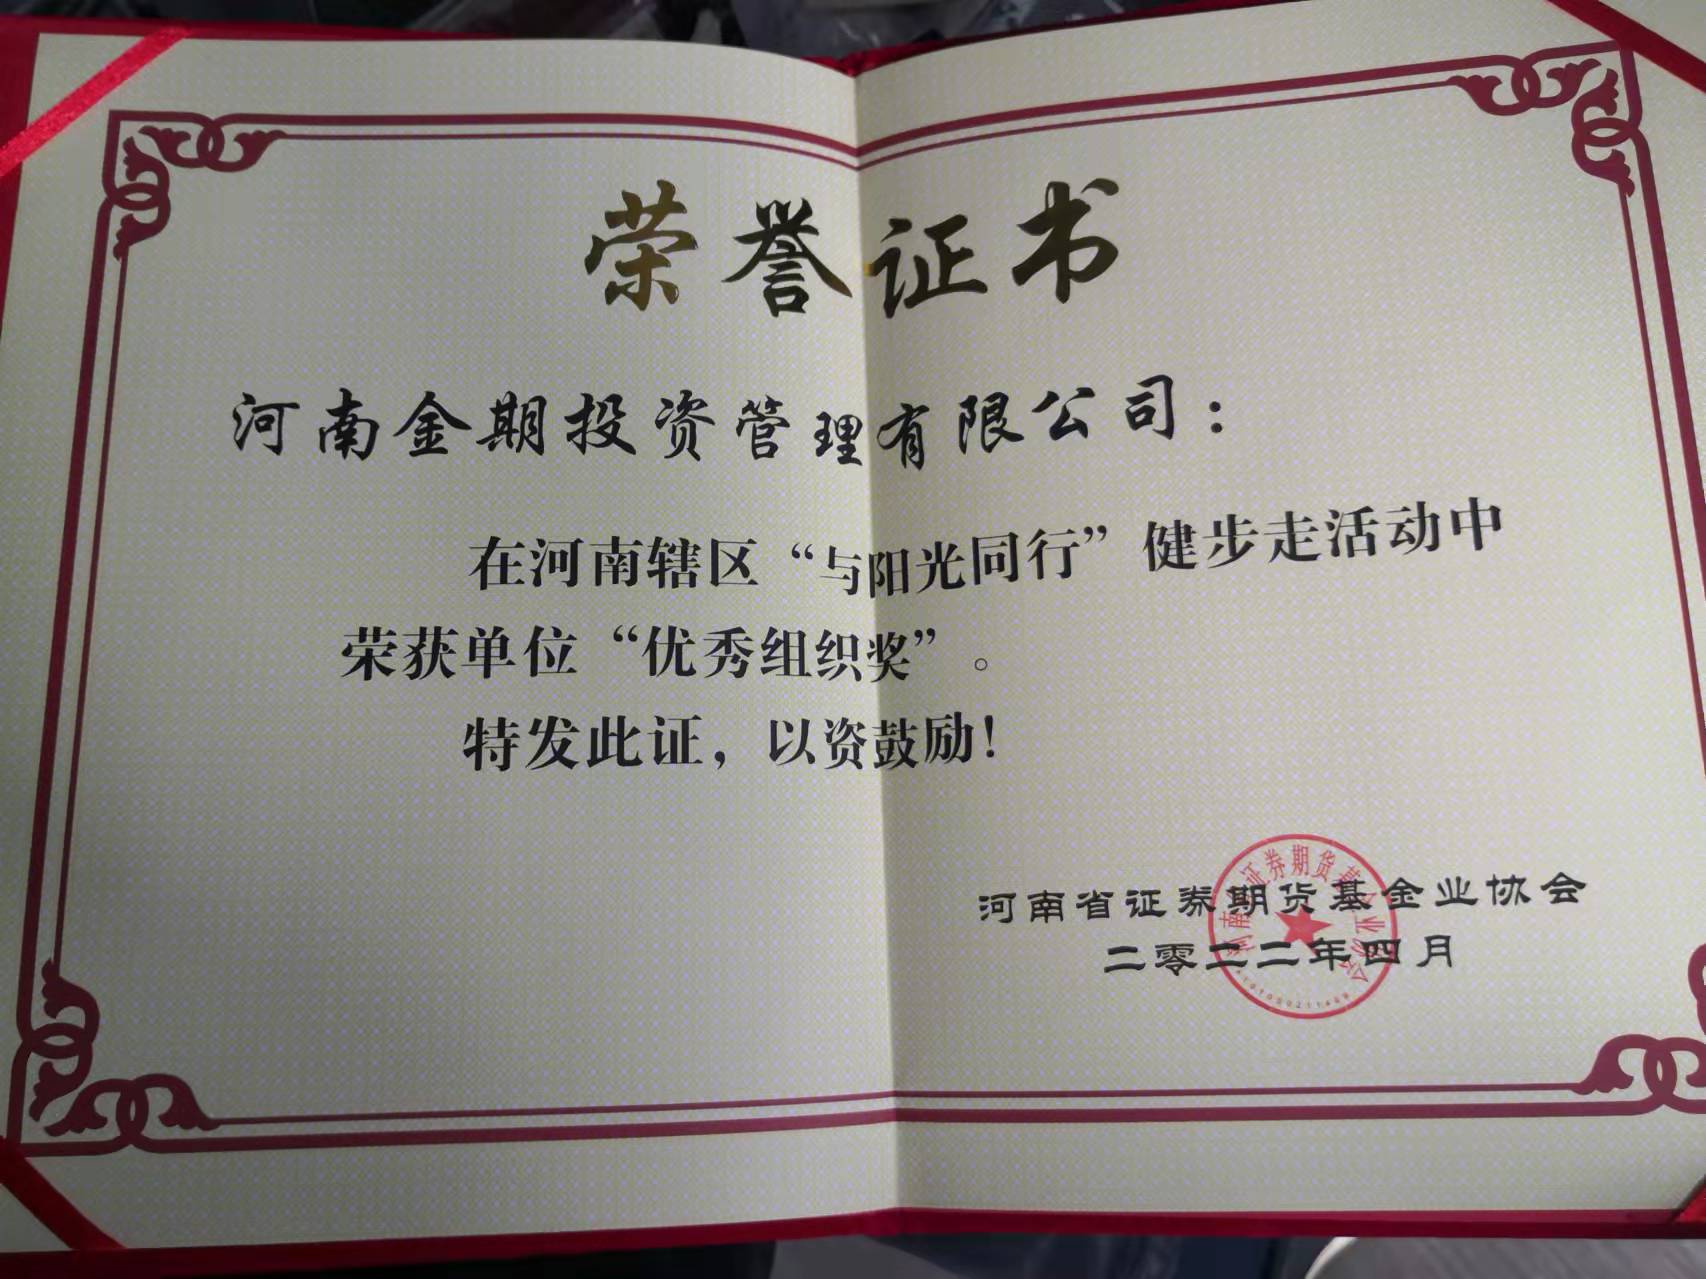 荣誉证书
河南金期投资管理有限公司：
在河南辖区“与阳光同行”健步走活动中
荣获单位“优秀组织奖”。
特发此证，以资鼓励！
河南省证券期货基金业协会
二零二二年四月